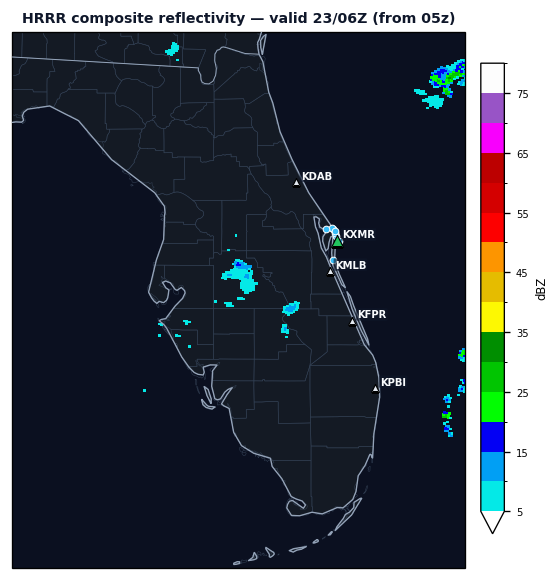 HRRR composite reflectivity — valid 23/06Z (from 05z)
KDAB
KXMR
KMLB
KFPR
KPBI
75
65
55
45
35
25
15
5
dBZ